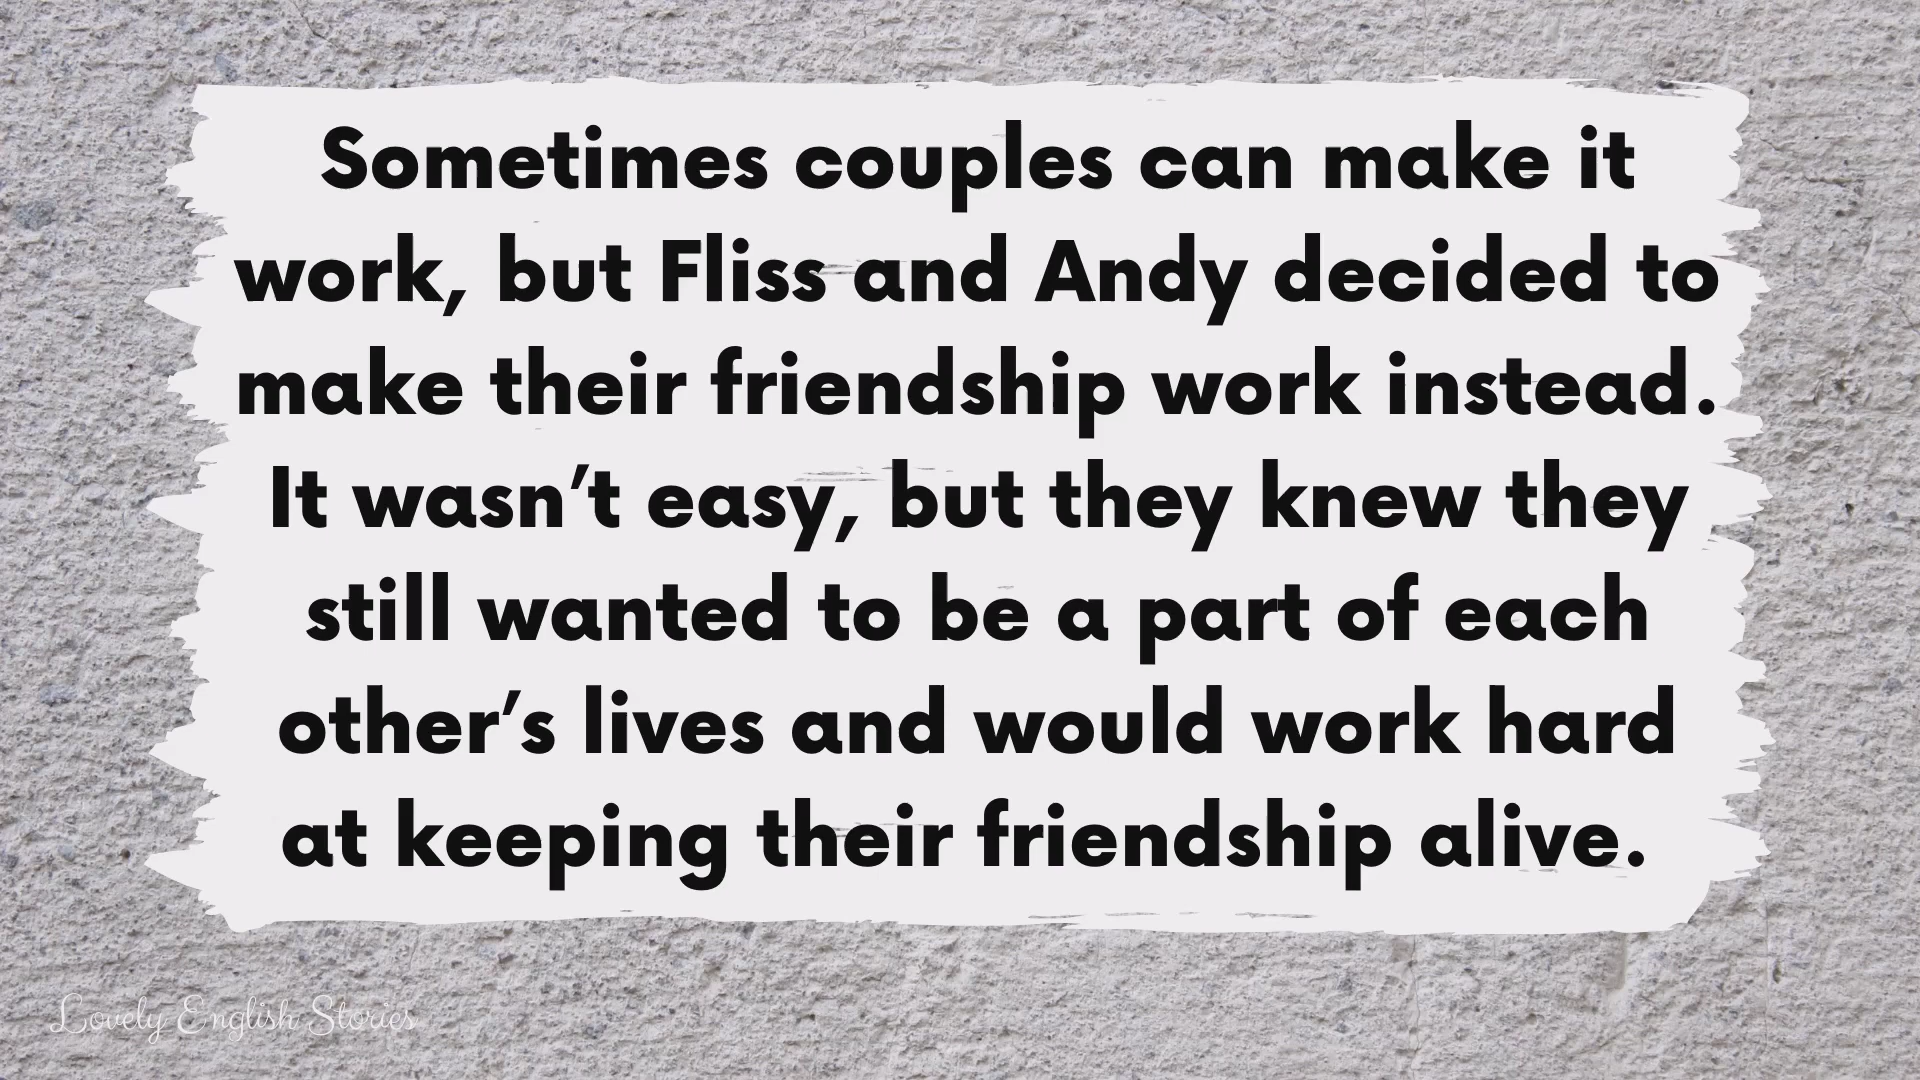 Sometimes couples can make it
work, but Fliss and Andy decided to
make their friendship work instead.
It wasn’t easy, but they knew they
still wanted to be a part of each
other’s lives and would work hard
at keeping their friendship alive.
Lovely English Stories